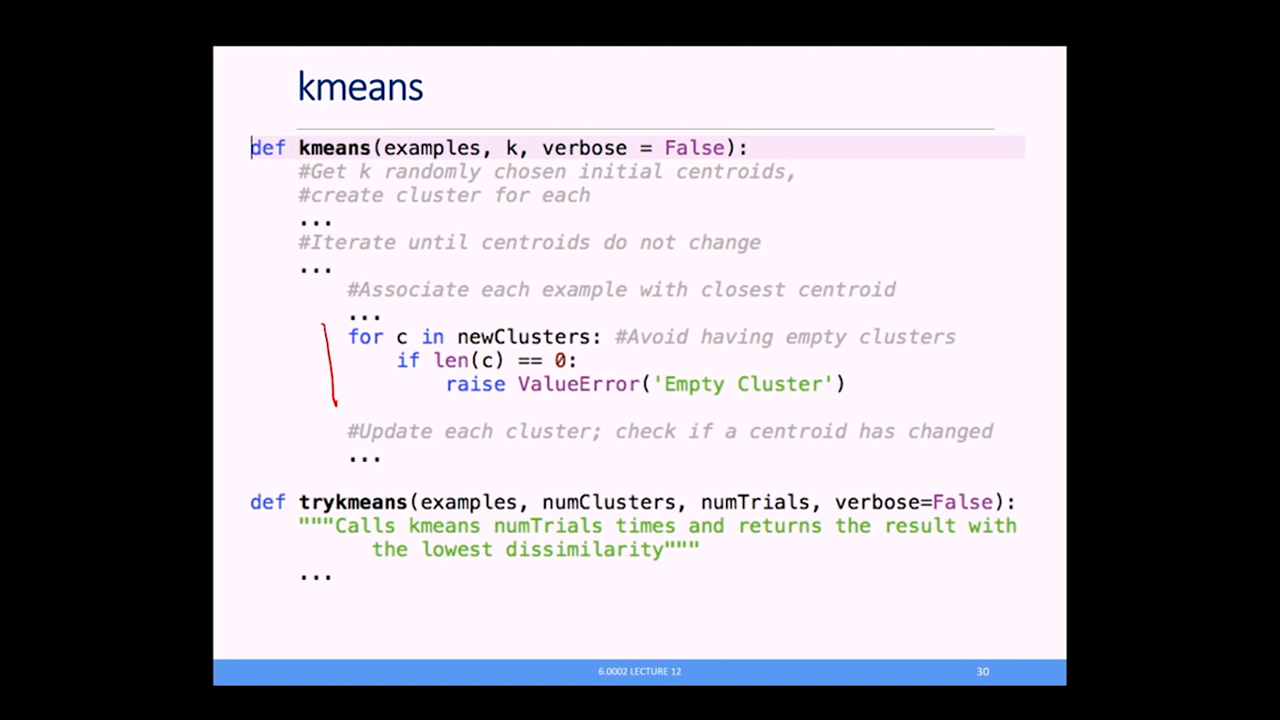 kmeans
def kmeans(examples, k, verbose = False):
#Get k randomly chosen initial centroids,
#create cluster for each
...
#Iterate until centroids do not change
...
#Associate each example with closest centroid
...
for c in newClusters: #Avoid having empty clusters
if len(c) == 0:
raise ValueError('Empty Cluster')
#Update each cluster; check if a centroid has changed
...
def trykmeans(examples, numClusters, numTrials, verbose=False):
"""Calls kmeans numTrials times and returns the result with
the lowest dissimilarity"""
...
6.0002 LECTURE 12
30